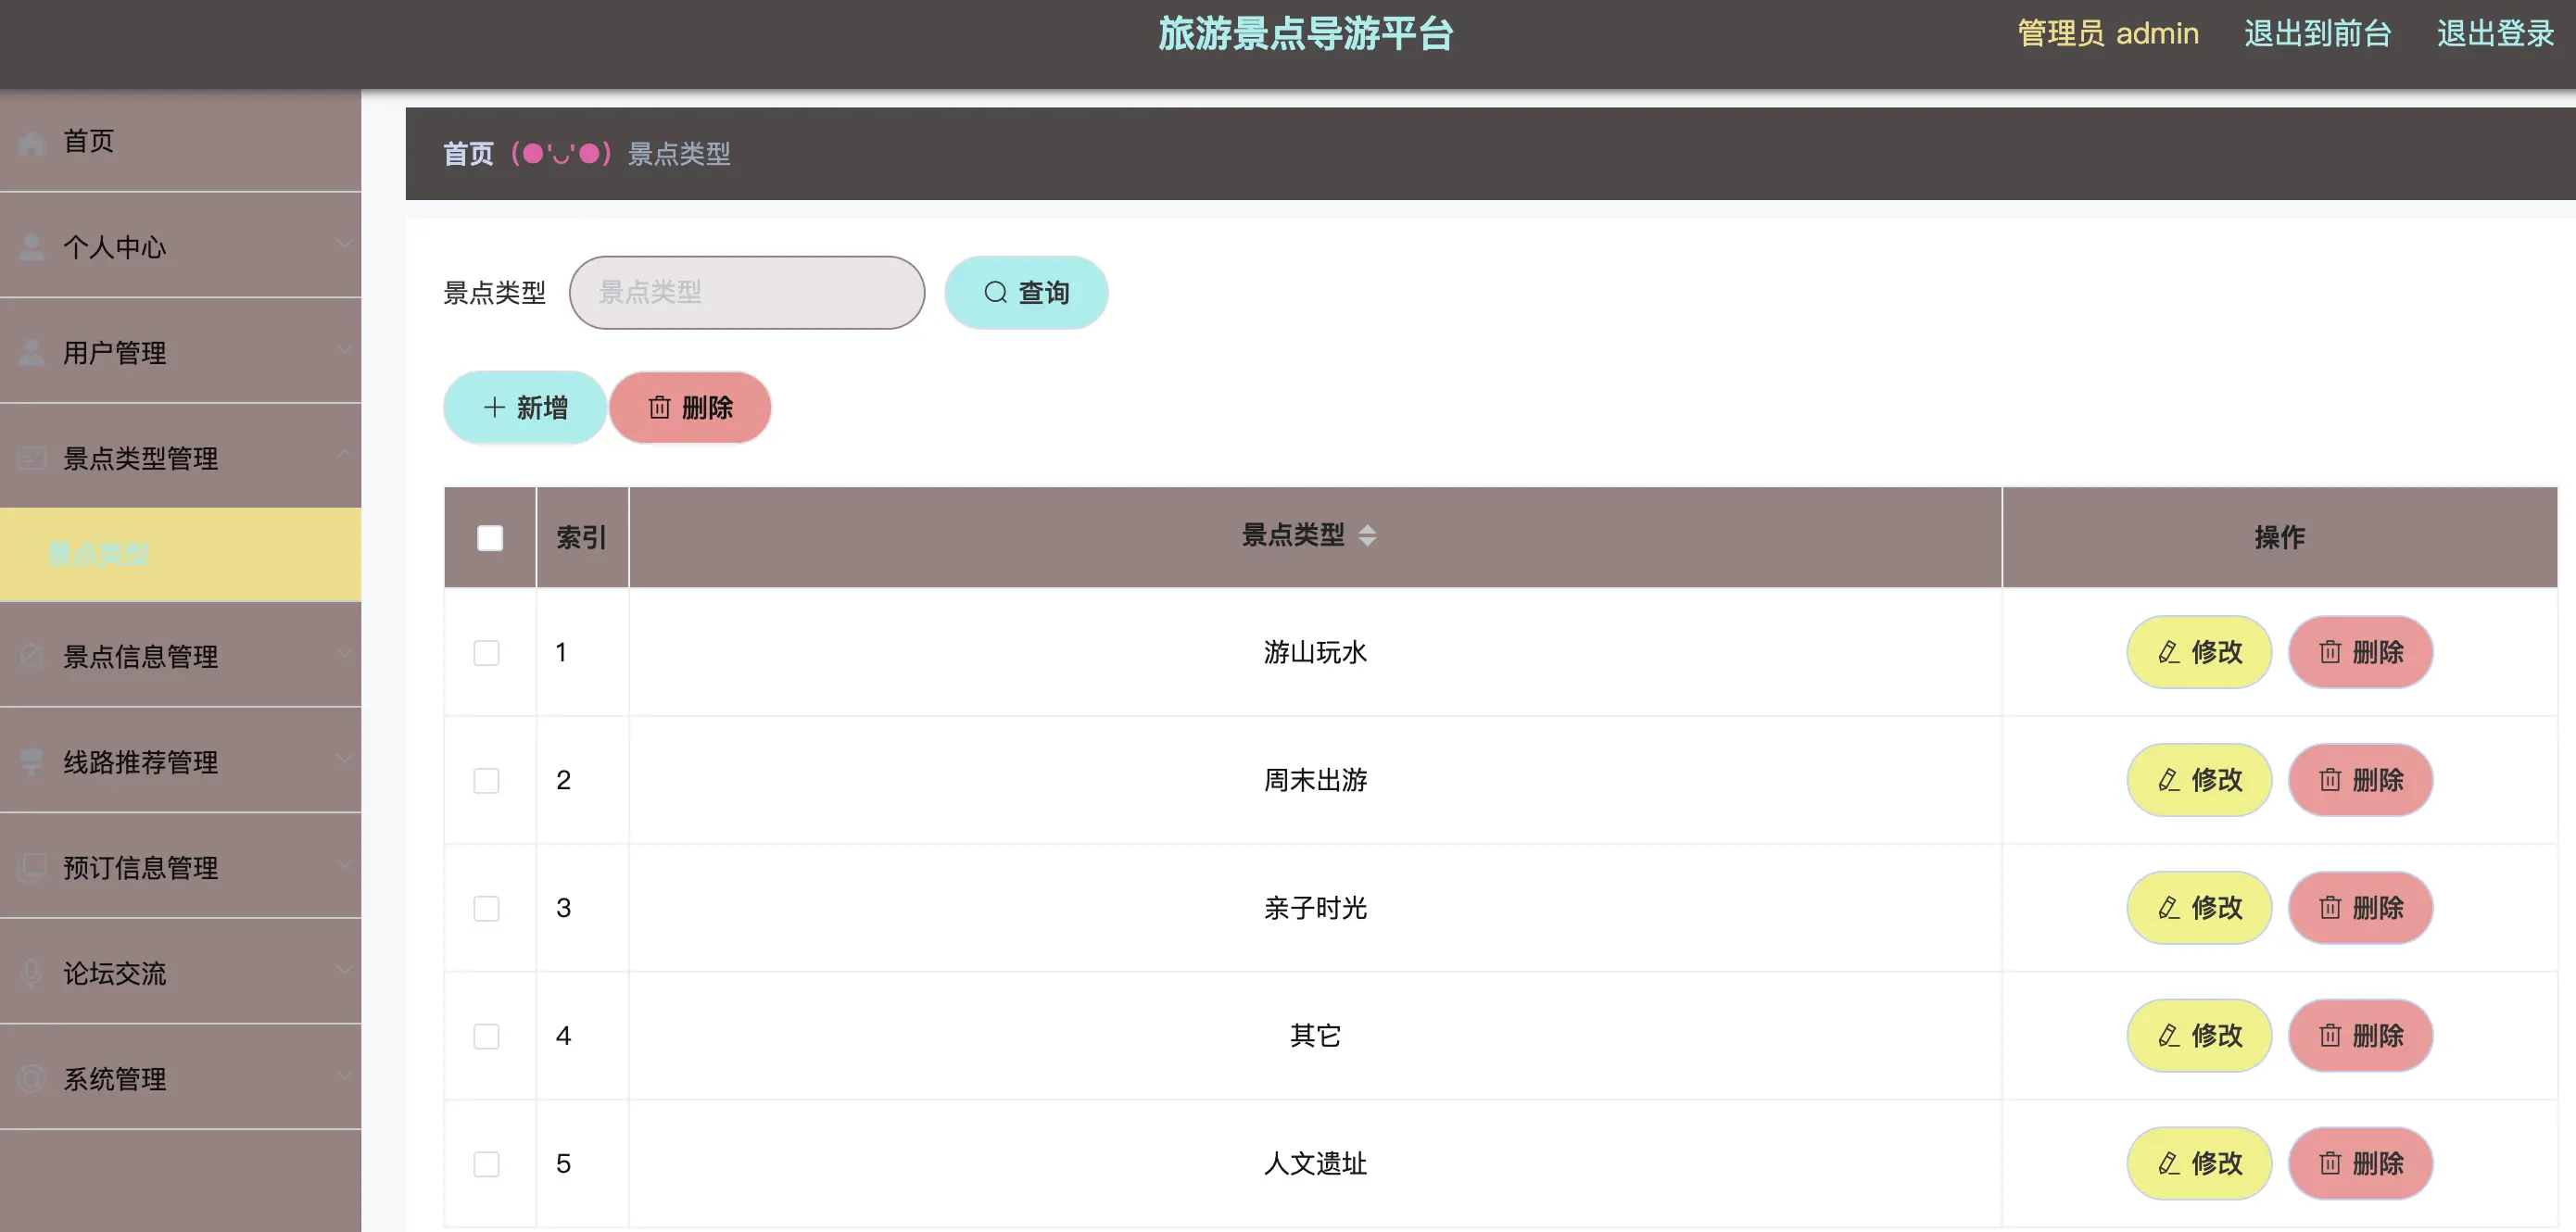 旅游景点导游平台
管理员 admin 退出到前台 退出登录
首页
个人中心
用户管理
景点类型管理
景点类型
景点信息管理
线路推荐管理
预订信息管理
论坛交流
系统管理
首页 (●'◡'●) 景点类型
景点类型 景点类型 查询
新增 删除
索引 景点类型 操作
1 游山玩水 修改 删除
2 周末出游 修改 删除
3 亲子时光 修改 删除
4 其它 修改 删除
5 人文遗址 修改 删除